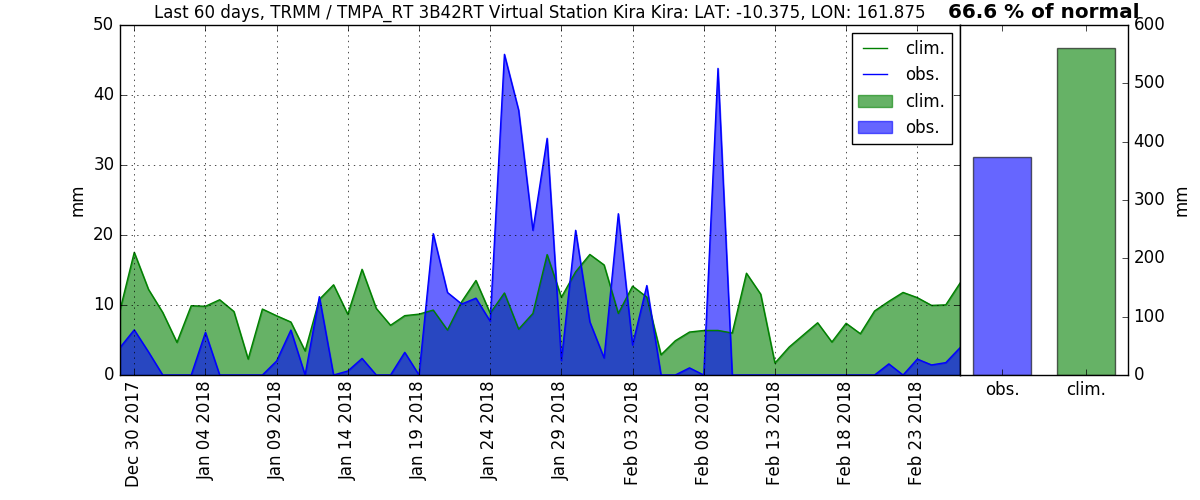 Last 60 days, TRMM / TMPA_RT 3B42RT Virtual Station Kira Kira: LAT: -10.375, LON: 161.875
66.6 % of normal
50
40
30
20
10
0
mm
clim.
obs.
clim.
obs.
600
500
400
300
200
100
0
mm
Dec 30 2017
Jan 04 2018
Jan 09 2018
Jan 14 2018
Jan 19 2018
Jan 24 2018
Jan 29 2018
Feb 03 2018
Feb 08 2018
Feb 13 2018
Feb 18 2018
Feb 23 2018
obs.
clim.